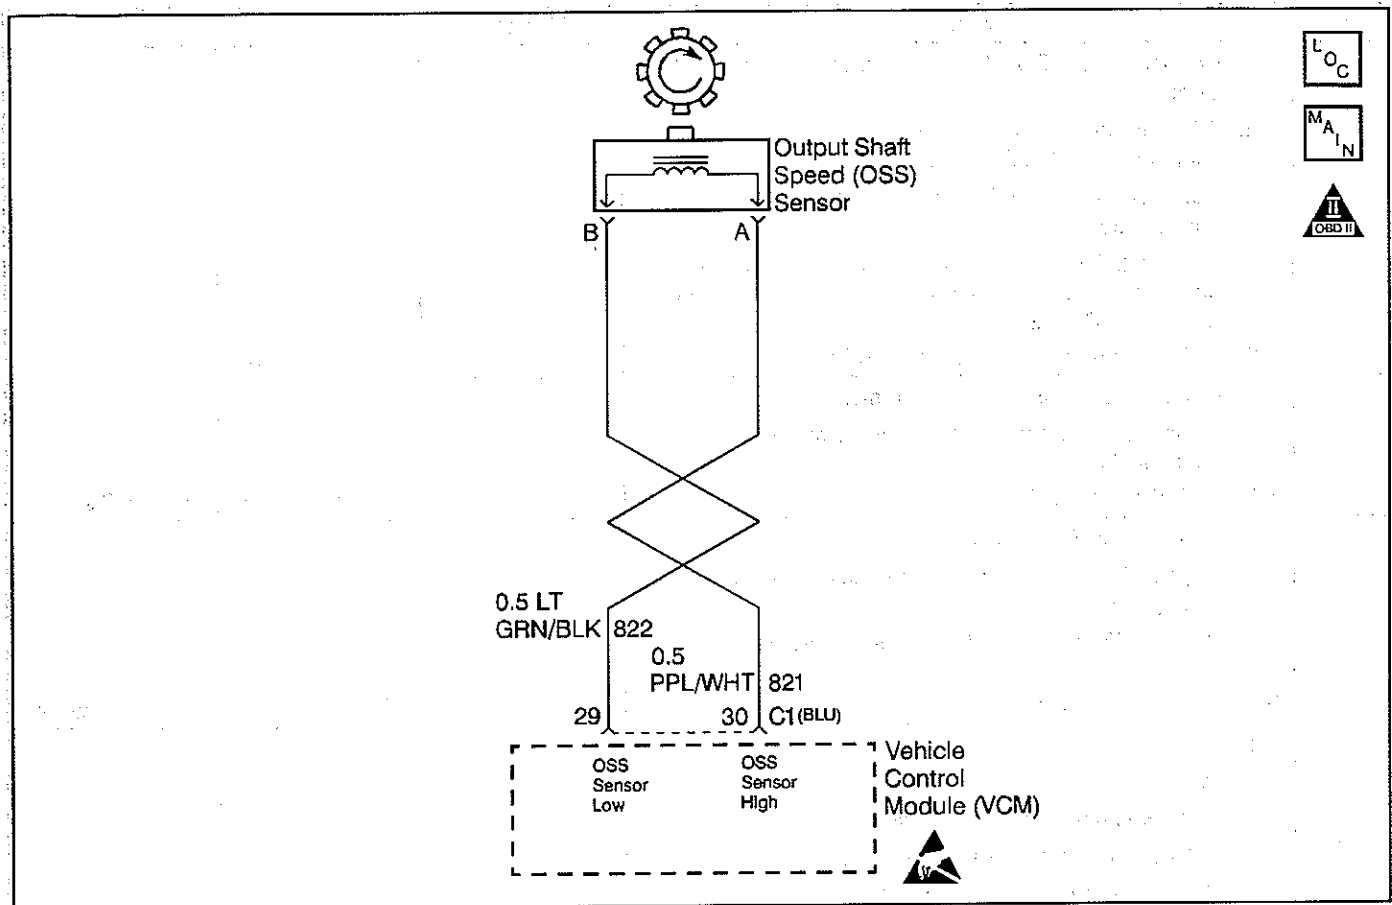 LOC
MAIN
II
OBD II
Output Shaft
Speed (OSS)
Sensor
B
A
0.5 LT
GRN/BLK 822
0.5
PPL/WHT 821
29
30 C1 (BLU)
OSS
Sensor
Low
OSS
Sensor
High
Vehicle
Control
Module (VCM)